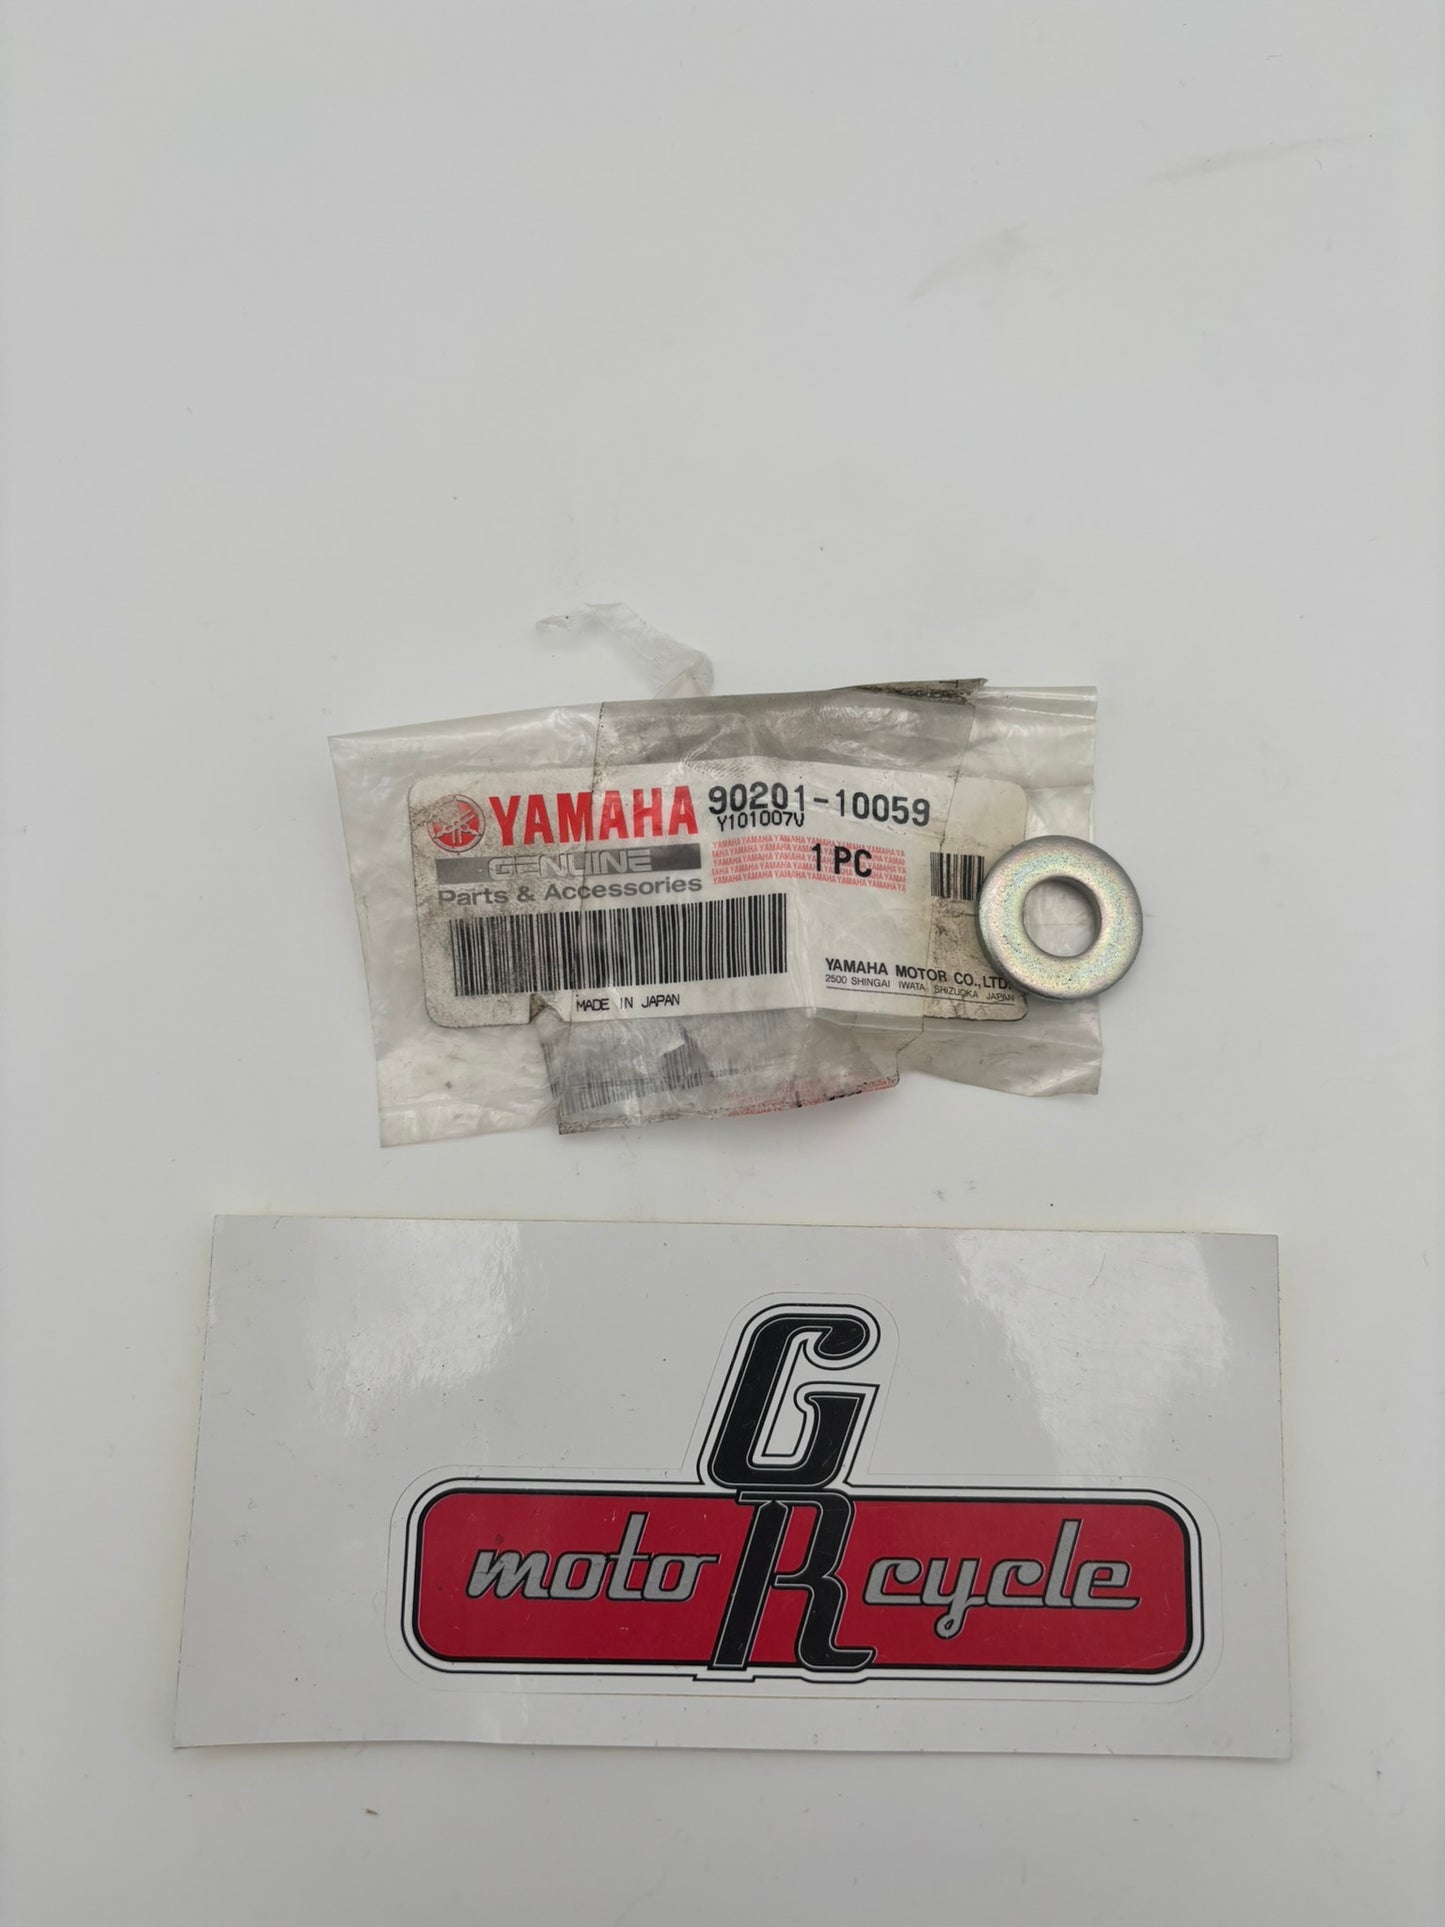 YAMAHA 90201-10059
Y101007V
GENUINE 1 PC
Parts & Accessories
YAMAHA MOTOR CO.,LTD.
2500 SHINGAI IWATA SHIZUOKA JAPAN
MADE IN JAPAN
GR
moto cycle